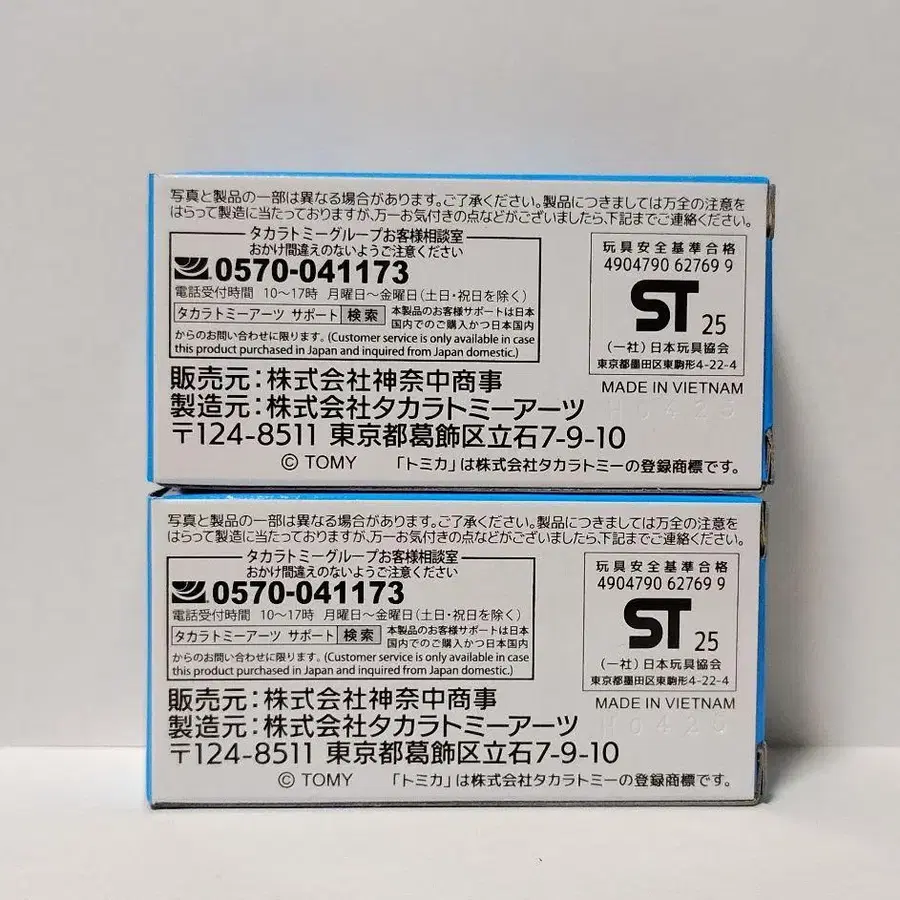 写真と製品の一部は異なる場合があります。ご了承ください。製品につきましては万全の注意を
はらって製造に当たっておりますが、万一お気付きの点などがございましたら、下記までご連絡ください。
タカラトミーグループお客様相談室
おかけ間違えのないようご注意ください
0570-041173
電話受付時間 10〜17時 月曜日〜金曜日(土日・祝日を除く)
タカラトミーアーツ サポート 検索
本製品のお客様サポートは日本
国内でのご購入かつ日本国内
からのお問い合わせに限ります。(Customer service is only available in case
this product purchased in Japan and inquired from Japan domestic.)
玩具安全基準合格
4904790 62769 9
ST 25
(一社)日本玩具協会
東京都墨田区東駒形4-22-4
MADE IN VIETNAM
販売元:株式会社神奈中商事
製造元:株式会社タカラトミーアーツ
H0425
〒124-8511 東京都葛飾区立石7-9-10
© TOMY 「トミカ」は株式会社タカラトミーの登録商標です。
写真と製品の一部は異なる場合があります。ご了承ください。製品につきましては万全の注意を
はらって製造に当たっておりますが、万一お気付きの点などがございましたら、下記までご連絡ください。
タカラトミーグループお客様相談室
おかけ間違えのないようご注意ください
0570-041173
電話受付時間 10〜17時 月曜日〜金曜日(土日・祝日を除く)
タカラトミーアーツ サポート 検索
本製品のお客様サポートは日本
国内でのご購入かつ日本国内
からのお問い合わせに限ります。(Customer service is only available in case
this product purchased in Japan and inquired from Japan domestic.)
玩具安全基準合格
4904790 62769 9
ST 25
(一社)日本玩具協会
東京都墨田区東駒形4-22-4
MADE IN VIETNAM
販売元:株式会社神奈中商事
製造元:株式会社タカラトミーアーツ
H0425
〒124-8511 東京都葛飾区立石7-9-10
© TOMY 「トミカ」は株式会社タカラトミーの登録商標です。